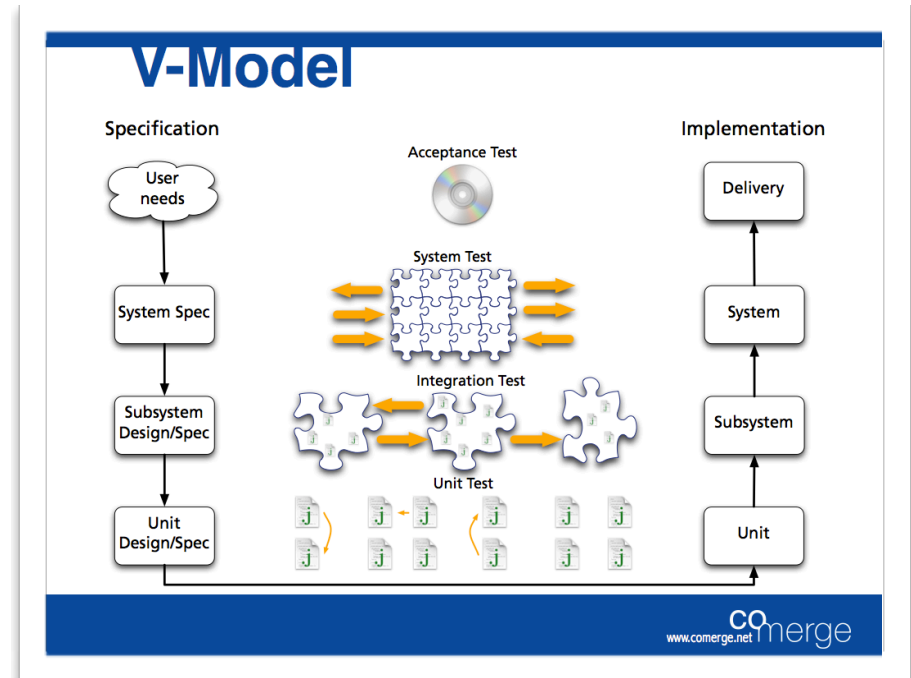 V-Model
Specification
Implementation
Acceptance Test
User
needs
Delivery
System Test
System Spec
System
Integration Test
Subsystem
Design/Spec
Subsystem
Unit Test
Unit
Design/Spec
Unit
j j j j j j
j j j j j j
www.comerge.net comerge